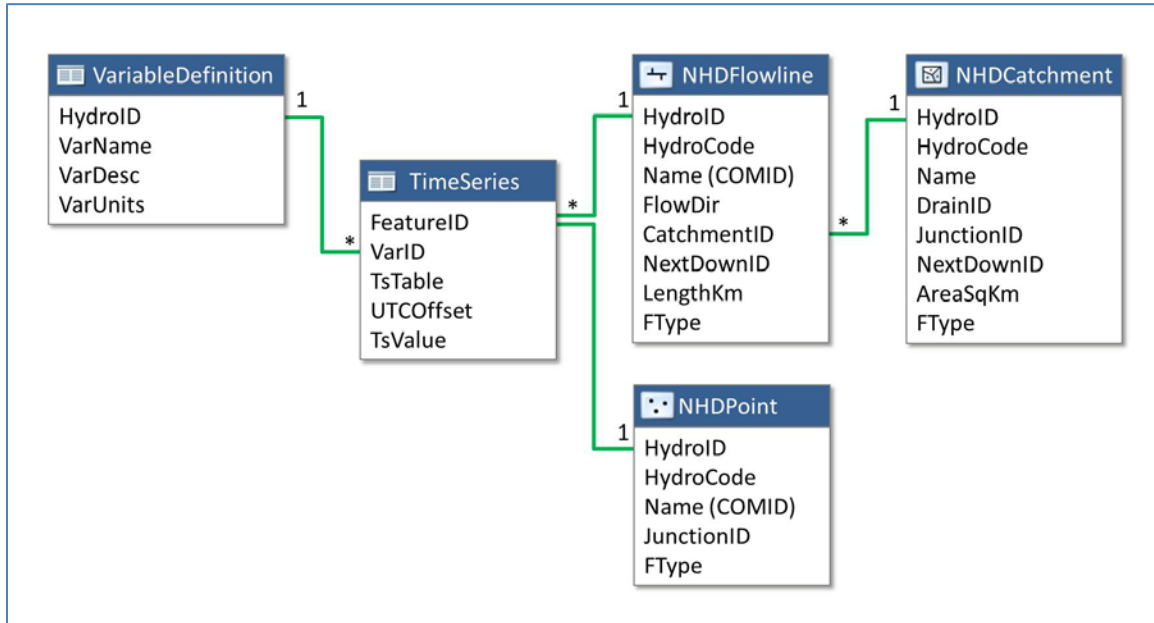 VariableDefinition
HydroID
VarName
VarDesc
VarUnits
1
*
TimeSeries
FeatureID
VarID
TsTable
UTCOffset
TsValue
*
1
1
NHDFlowline
HydroID
HydroCode
Name (COMID)
FlowDir
CatchmentID
NextDownID
LengthKm
FType
*
1
NHDCatchment
HydroID
HydroCode
Name
DrainID
JunctionID
NextDownID
AreaSqKm
FType
NHDPoint
HydroID
HydroCode
Name (COMID)
JunctionID
FType